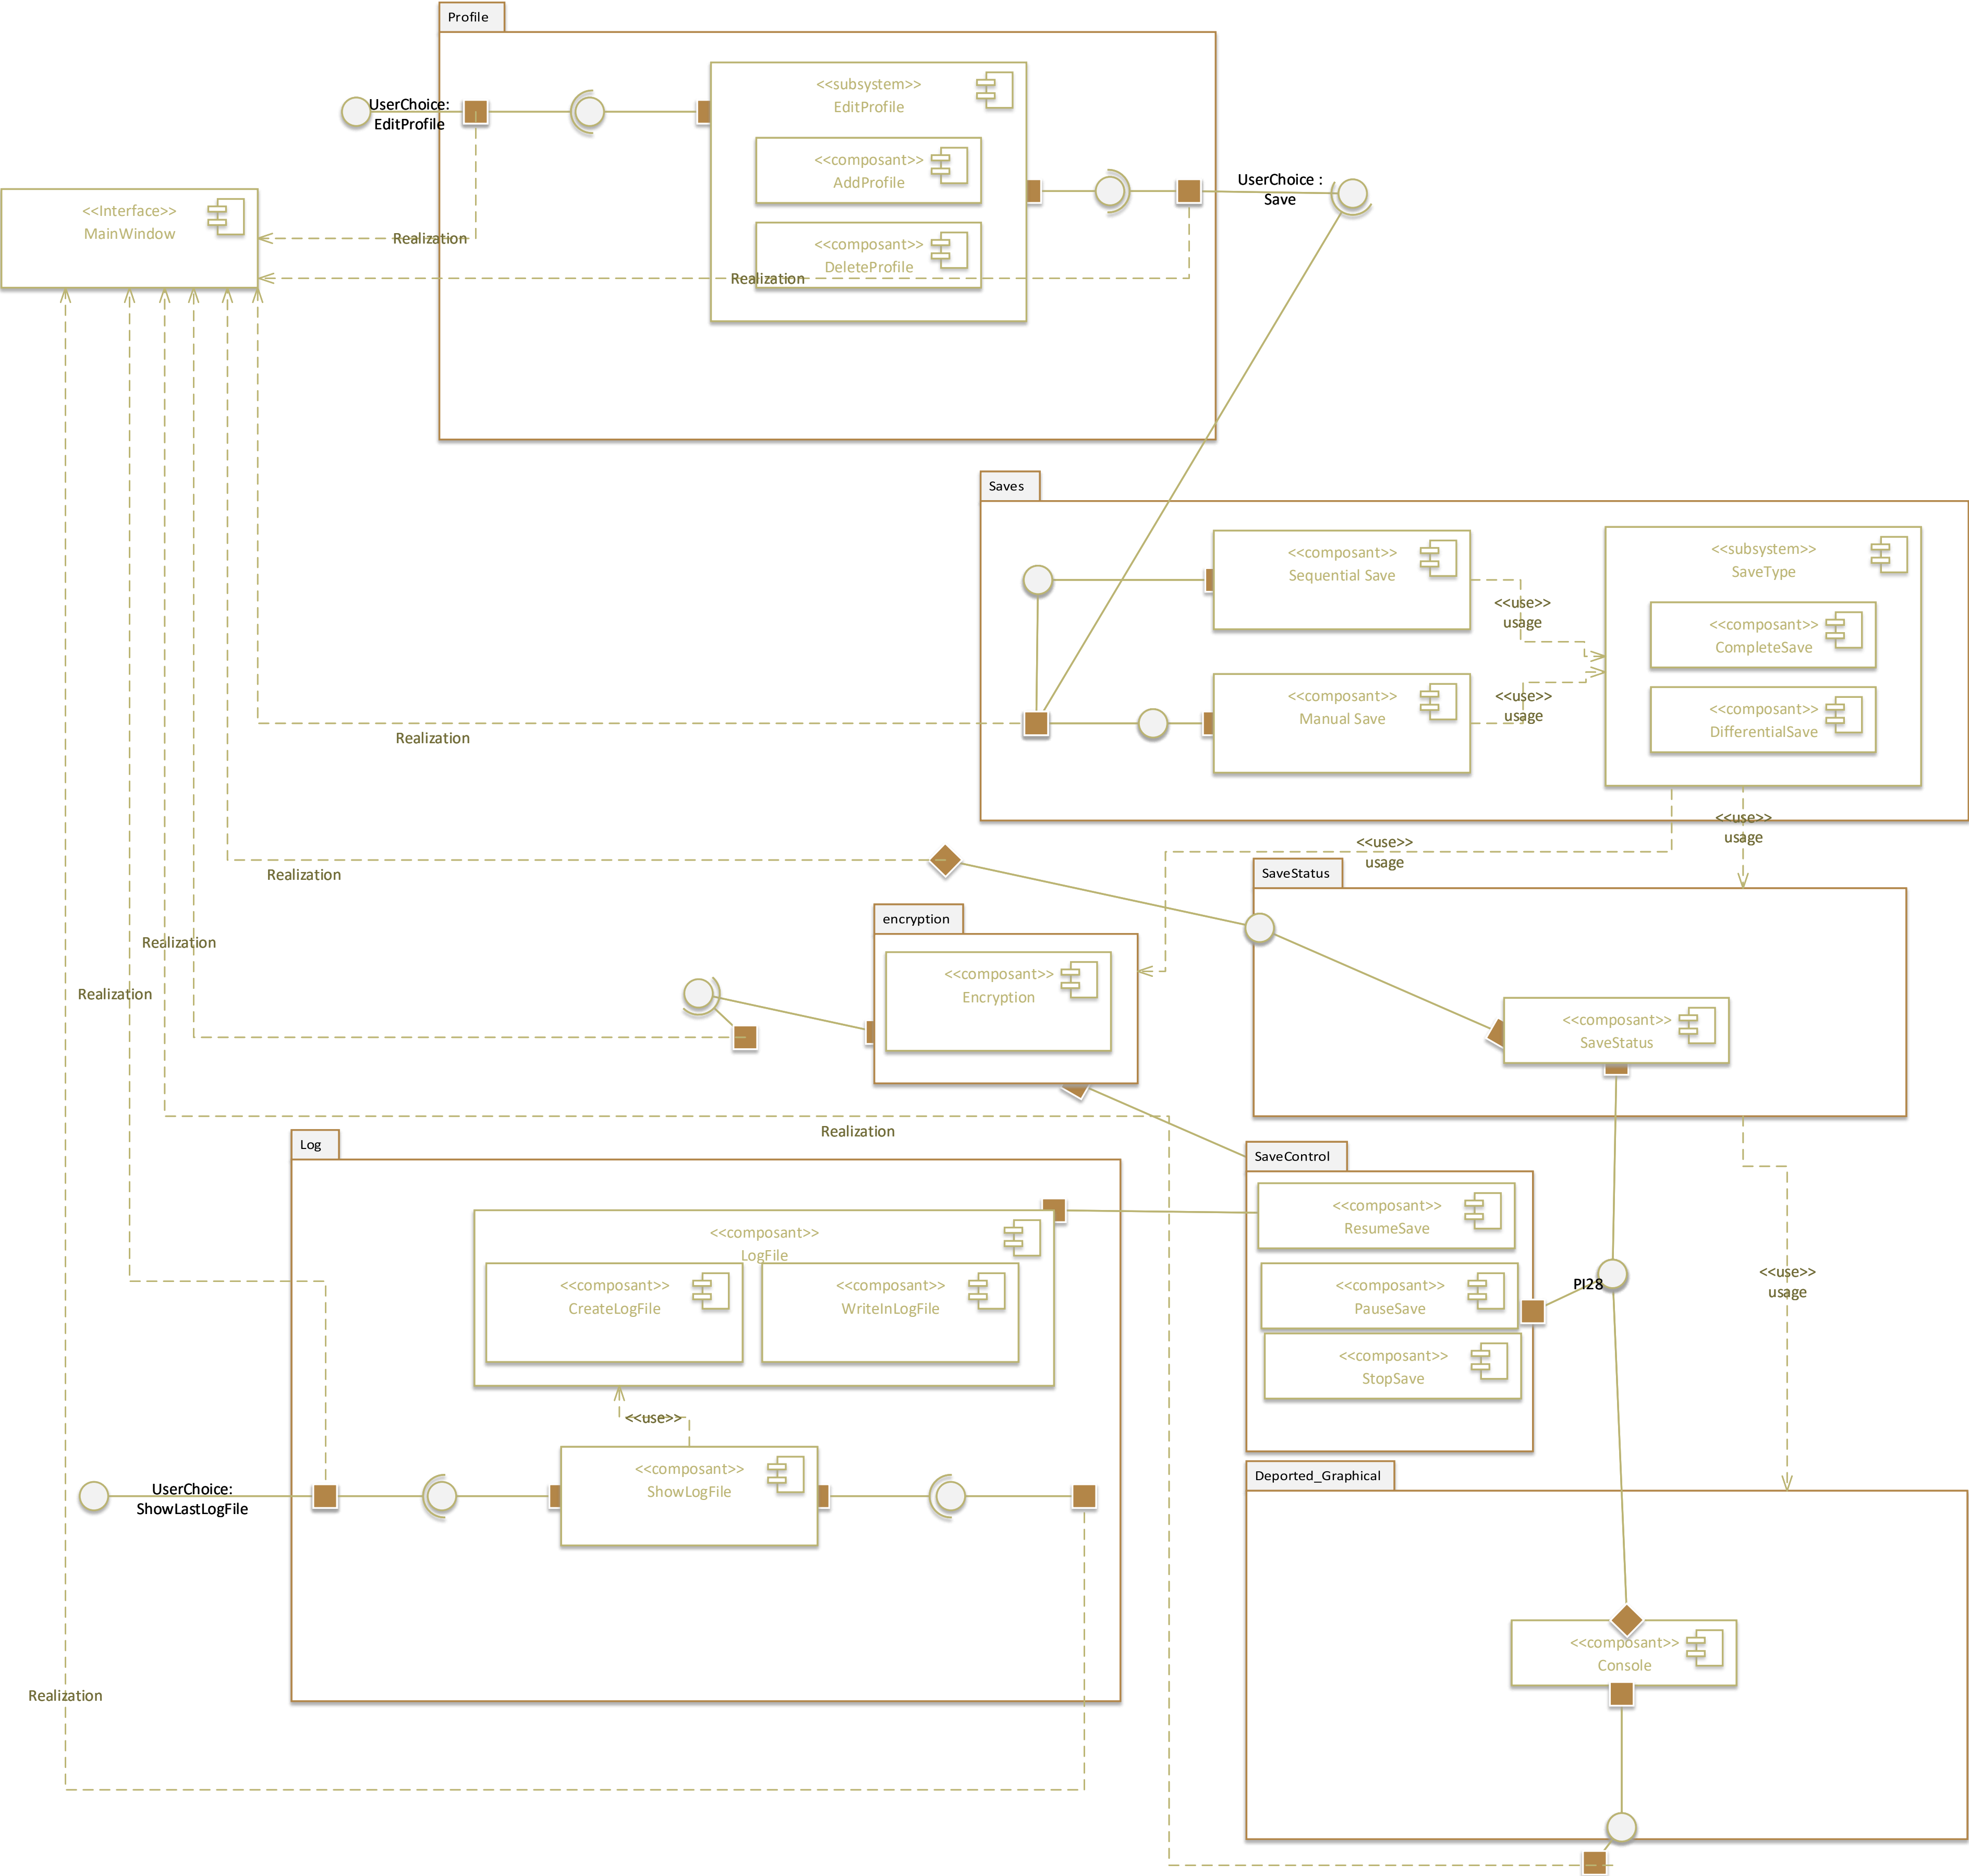 Profile
<<subsystem>>
EditProfile
UserChoice:
EditProfile
<<composant>>
AddProfile
UserChoice :
Save
<<Interface>>
MainWindow
Realization
<<composant>>
DeleteProfile
Realization
Saves
<<composant>>
Sequential Save
<<subsystem>>
SaveType
<<use>>
usage
<<composant>>
CompleteSave
<<composant>>
Manual Save
<<use>>
usage
<<composant>>
DifferentialSave
Realization
<<use>>
usage
<<use>>
usage
Realization
SaveStatus
encryption
Realization
<<composant>>
Encryption
Realization
<<composant>>
SaveStatus
Realization
Log
SaveControl
<<composant>>
ResumeSave
<<composant>>
LogFile
<<composant>>
CreateLogFile
<<composant>>
WriteInLogFile
<<composant>>
PauseSave
PI28
<<use>>
usage
<<composant>>
StopSave
<<use>>
<<composant>>
ShowLogFile
Deported_Graphical
UserChoice:
ShowLastLogFile
<<composant>>
Console
Realization